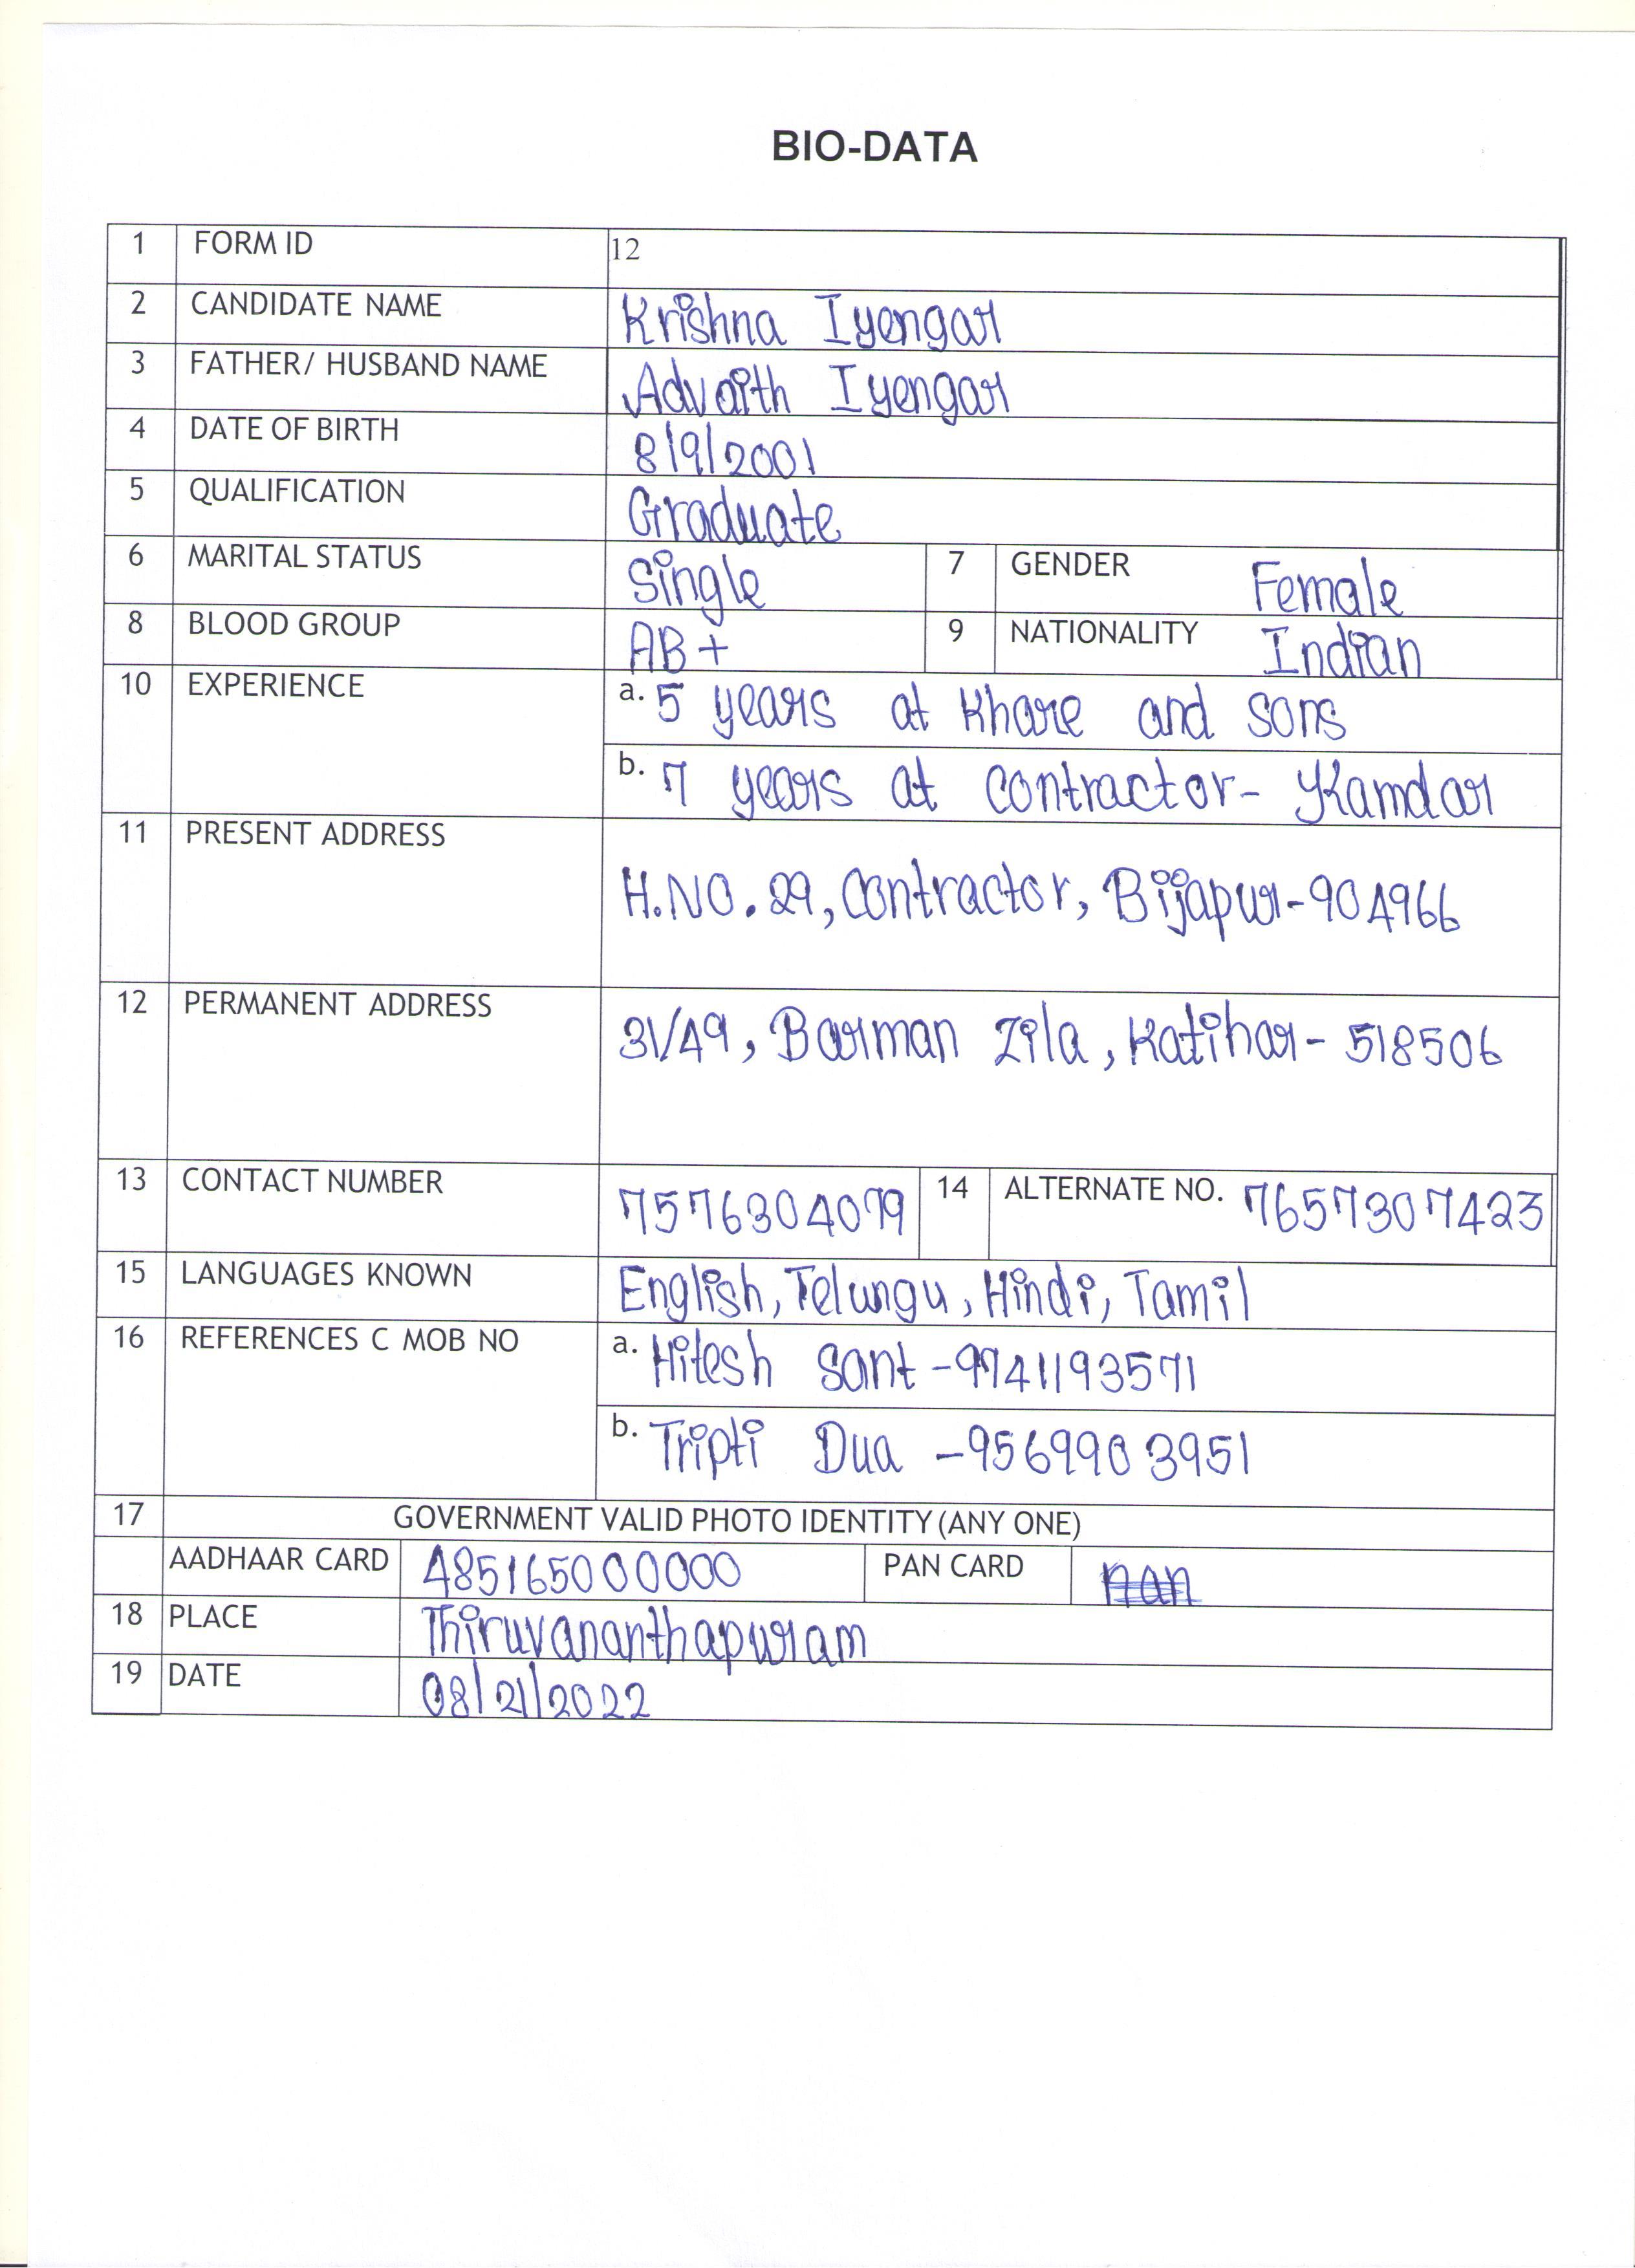 BIO-DATA
1 FORM ID 12
2 CANDIDATE NAME Krishna Iyengar
3 FATHER/ HUSBAND NAME Advaith Iyengar
4 DATE OF BIRTH 8/9/2001
5 QUALIFICATION Graduate
6 MARITAL STATUS Single 7 GENDER Female
8 BLOOD GROUP AB+ 9 NATIONALITY Indian
10 EXPERIENCE a. 5 years at Khare and sons
b. 7 years at contractor- Kamdar
11 PRESENT ADDRESS
H.NO. 29, Contractor, Bijapur-904966
12 PERMANENT ADDRESS 31/49, Barman Zila, Katihar- 518506
13 CONTACT NUMBER 7576304079 14 ALTERNATE NO. 7657307423
15 LANGUAGES KNOWN English, Telungu, Hindi, Tamil
16 REFERENCES C MOB NO a. Hitesh Sant -9741193571
b. Tripti Dua -9569903951
17 GOVERNMENT VALID PHOTO IDENTITY (ANY ONE)
AADHAAR CARD 485165000000 PAN CARD nan
18 PLACE Thiruvananthapuram
19 DATE 08/21/2022